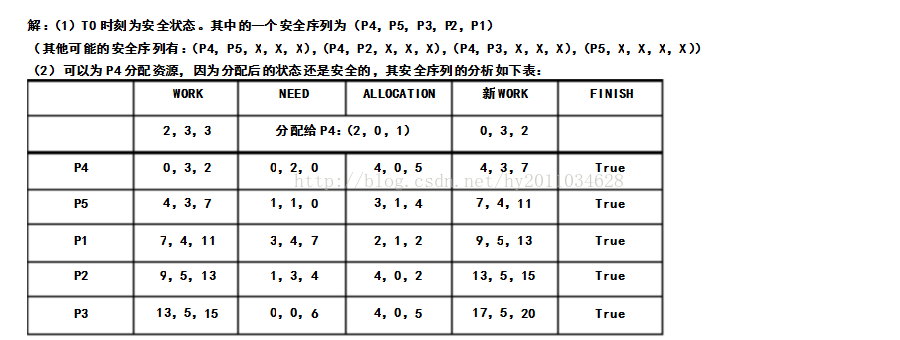 解:(1)T0时刻为安全状态。其中的一个安全序列为(P4,P5,P3,P2,P1)
(其他可能的安全序列有:(P4,P5,X,X,X),(P4,P2,X,X,X),(P4,P3,X,X,X),(P5,X,X,X,X))
(2)可以为P4分配资源,因为分配后的状态还是安全的,其安全序列的分析如下表:
WORK NEED ALLOCATION 新WORK FINISH
2,3,3 分配给P4:(2,0,1) 0,3,2
P4 0,3,2 0,2,0 4,0,5 4,3,7 True
http://blog.csdn.net/hy2011034628
P5 4,3,7 1,1,0 3,1,4 7,4,11 True
P1 7,4,11 3,4,7 2,1,2 9,5,13 True
P2 9,5,13 1,3,4 4,0,2 13,5,15 True
P3 13,5,15 0,0,6 4,0,5 17,5,20 True